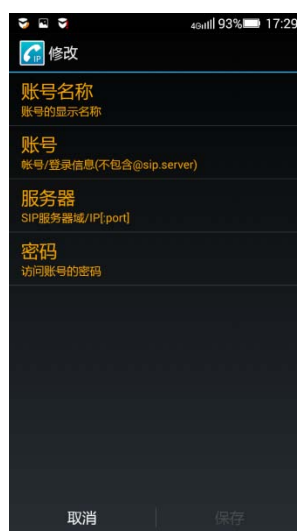 4G 93% 17:29
IP 修改
账号名称
账号的显示名称
账号
帐号/登录信息(不包含@sip.server)
服务器
SIP服务器域/IP[:port]
密码
访问账号的密码
取消 保存